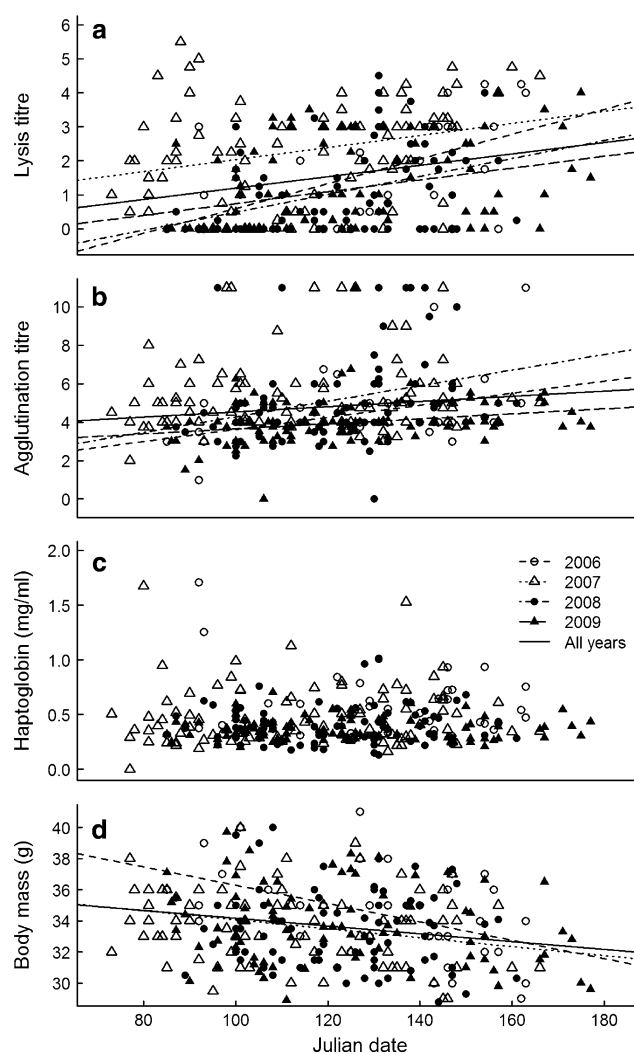 a
Lysis titre
6
5
4
3
2
1
0
b
Agglutination titre
10
8
6
4
2
0
c
Haptoglobin (mg/ml)
2.0
1.5
1.0
0.5
0.0
2006
2007
2008
2009
All years
d
Body mass (g)
40
38
36
34
32
30
80 100 120 140 160 180
Julian date